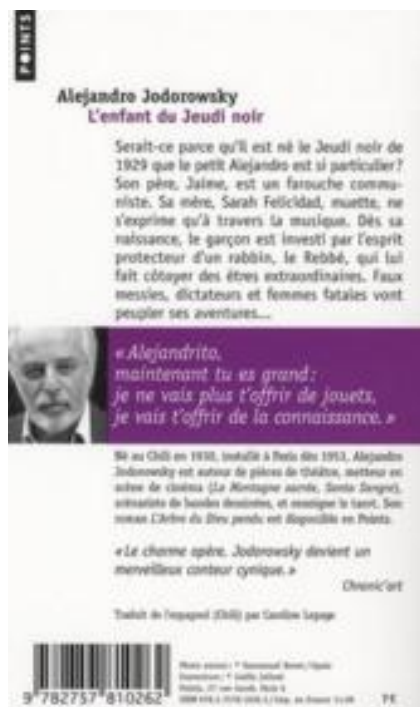 POINTS
Alejandro Jodorowsky
L'enfant du Jeudi noir
Serait-ce parce qu'il est né le Jeudi noir de
1929 que le petit Alejandro est si particulier?
Son père, Jaime, est un farouche commu-
niste. Sa mère, Sarah Felicidad, muette, ne
s'exprime qu'à travers la musique. Dès sa
naissance, le garçon est investi par l'esprit
protecteur d'un rabbin, le Rebbé, qui lui
fait côtoyer des êtres extraordinaires. Faux
messies, dictateurs et femmes fatales vont
peupler ses aventures...
« Alejandrito,
maintenant tu es grand:
je ne vais plus t'offrir de jouets,
je vais t'offrir de la connaissance. »
Né au Chili en 1930, installé à Paris dès 1953, Alejandro
Jodorowsky est auteur de pièces de théâtre, metteur en
scène de cinéma (La Montagne sacrée, Santa Sangre),
scénariste de bandes dessinées, et enseigne le tarot. Son
roman L'Arbre du Dieu pendu est disponible en Points.
« Le charme opère. Jodorowsky devient un
merveilleux conteur cynique. »
Chronic'art
Traduit de l'espagnol (Chili) par Caroline Lepage
9 782757 810262